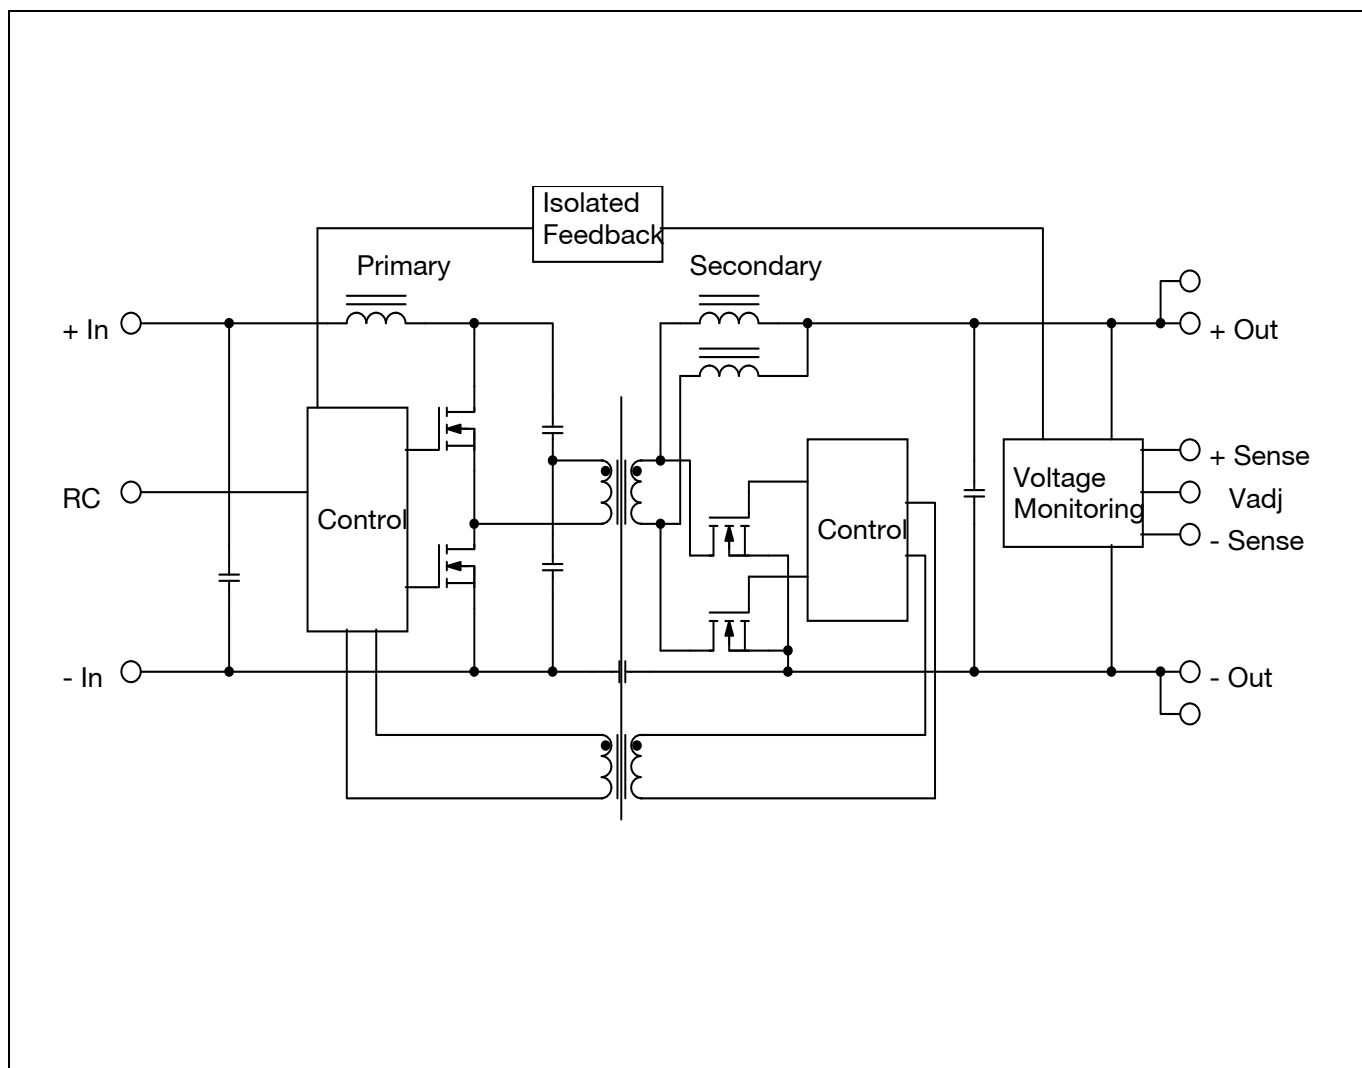 Isolated
Feedback
Primary
Secondary
+ In
+ Out
+ Sense
Voltage
Monitoring
RC
Vadj
Control
Control
- Sense
- In
- Out